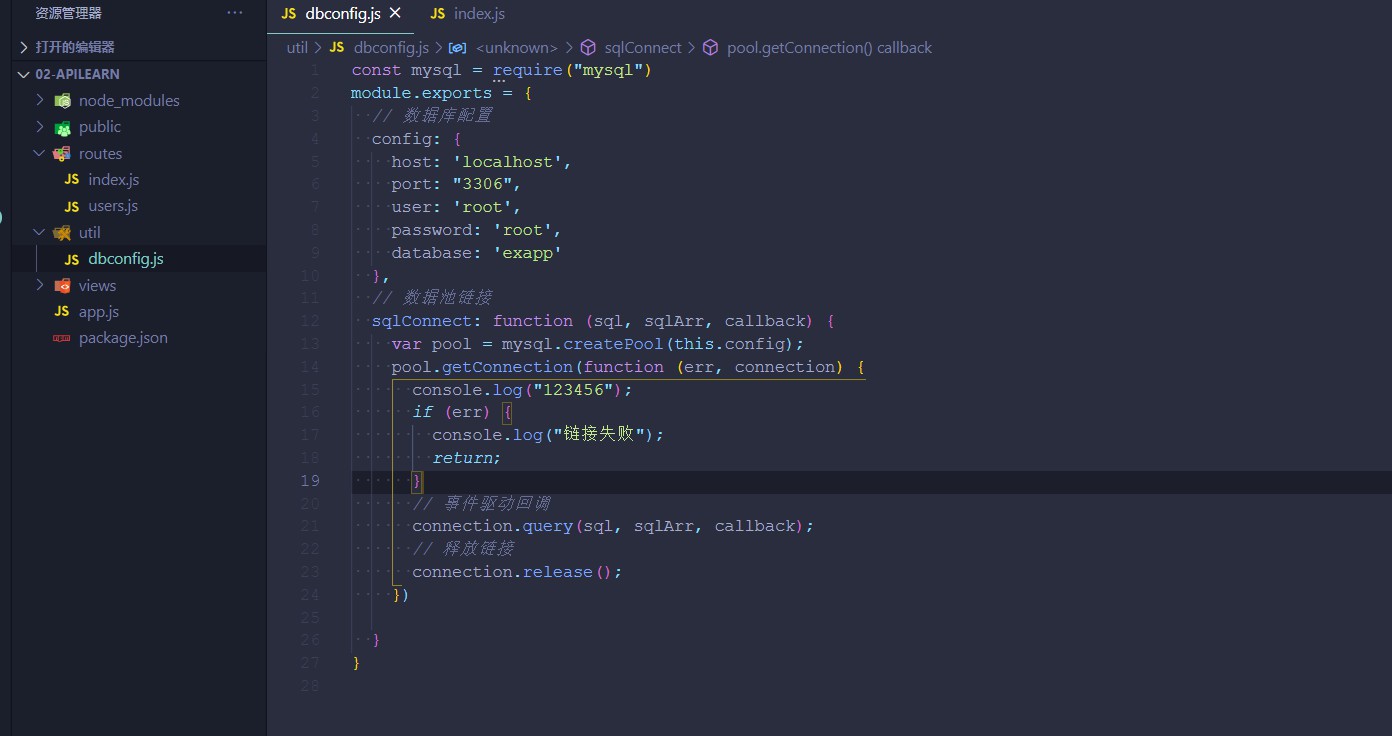 资源管理器 ···
打开的编辑器
02-APILEARN
node_modules
public
routes
JS index.js
JS users.js
util
JS dbconfig.js
views
JS app.js
npm package.json
JS dbconfig.js ×
JS index.js
util > JS dbconfig.js > <unknown> > sqlConnect > pool.getConnection() callback
1 const mysql = require("mysql")
2 module.exports = {
3 // 数据库配置
4 config: {
5 host: 'localhost',
6 port: "3306",
7 user: 'root',
8 password: 'root',
9 database: 'exapp'
10 },
11 // 数据池链接
12 sqlConnect: function (sql, sqlArr, callback) {
13 var pool = mysql.createPool(this.config);
14 pool.getConnection(function (err, connection) {
15 console.log("123456");
16 if (err) {
17 console.log("链接失败");
18 return;
19 }
20 // 事件驱动回调
21 connection.query(sql, sqlArr, callback);
22 // 释放链接
23 connection.release();
24 })
25
26 }
27 }
28